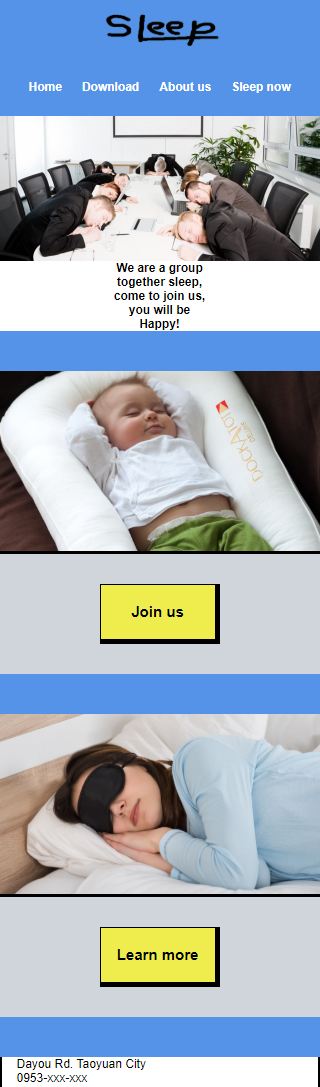 Sleep
Home Download About us Sleep now
We are a group
together sleep,
come to join us,
you will be
Happy!
DOCKATOT
Join us
Learn more
Dayou Rd. Taoyuan City
0953-xxx-xxx